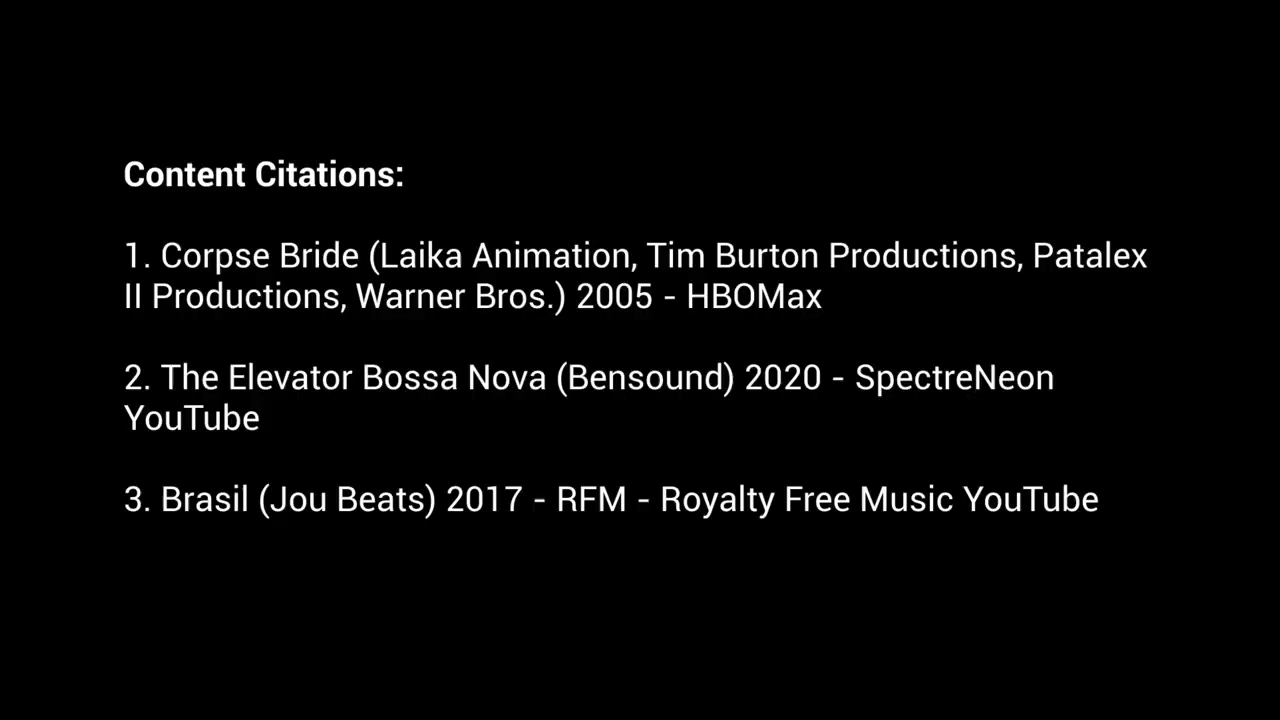 Content Citations:
1. Corpse Bride (Laika Animation, Tim Burton Productions, Patalex
II Productions, Warner Bros.) 2005 - HBOMax
2. The Elevator Bossa Nova (Bensound) 2020 - SpectreNeon
YouTube
3. Brasil (Jou Beats) 2017 - RFM - Royalty Free Music YouTube